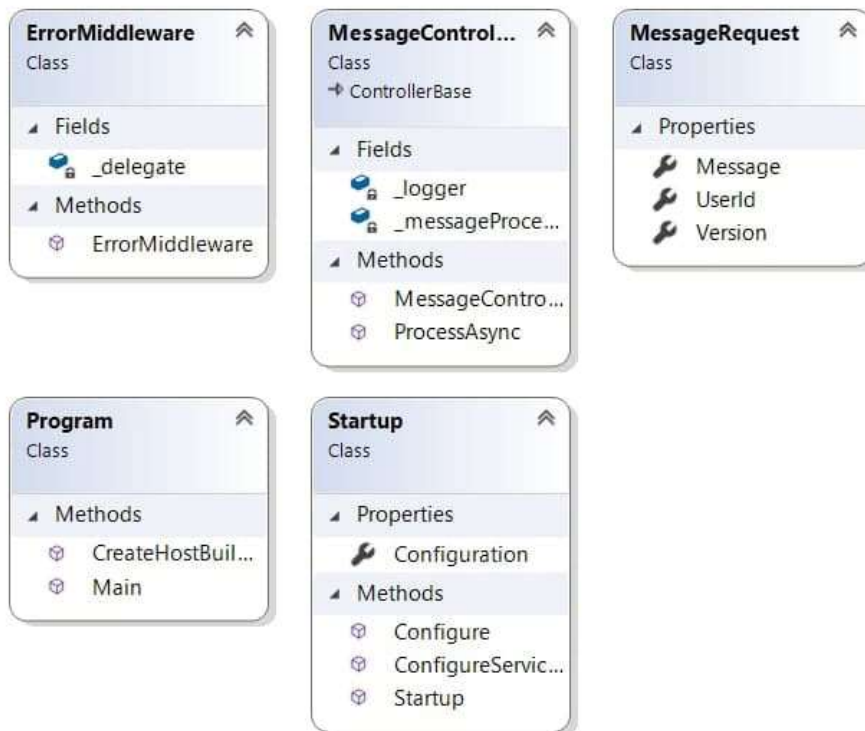 ErrorMiddleware
Class
Fields
_delegate
Methods
ErrorMiddleware
MessageControl...
Class
ControllerBase
Fields
_logger
_messageProce...
Methods
MessageContro...
ProcessAsync
MessageRequest
Class
Properties
Message
UserId
Version
Program
Class
Methods
CreateHostBuil...
Main
Startup
Class
Properties
Configuration
Methods
Configure
ConfigureServic...
Startup